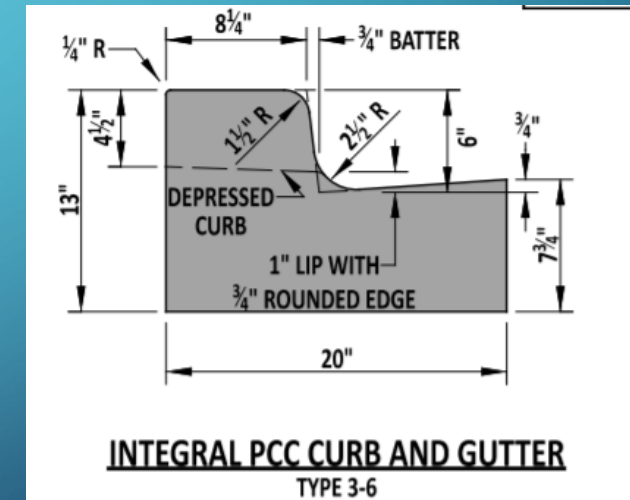 8¼"
¾" BATTER
¼" R
4½"
1½" R
2½" R
6"
¾"
13"
DEPRESSED
CURB
7¾"
1" LIP WITH
¾" ROUNDED EDGE
20"
INTEGRAL PCC CURB AND GUTTER
TYPE 3-6